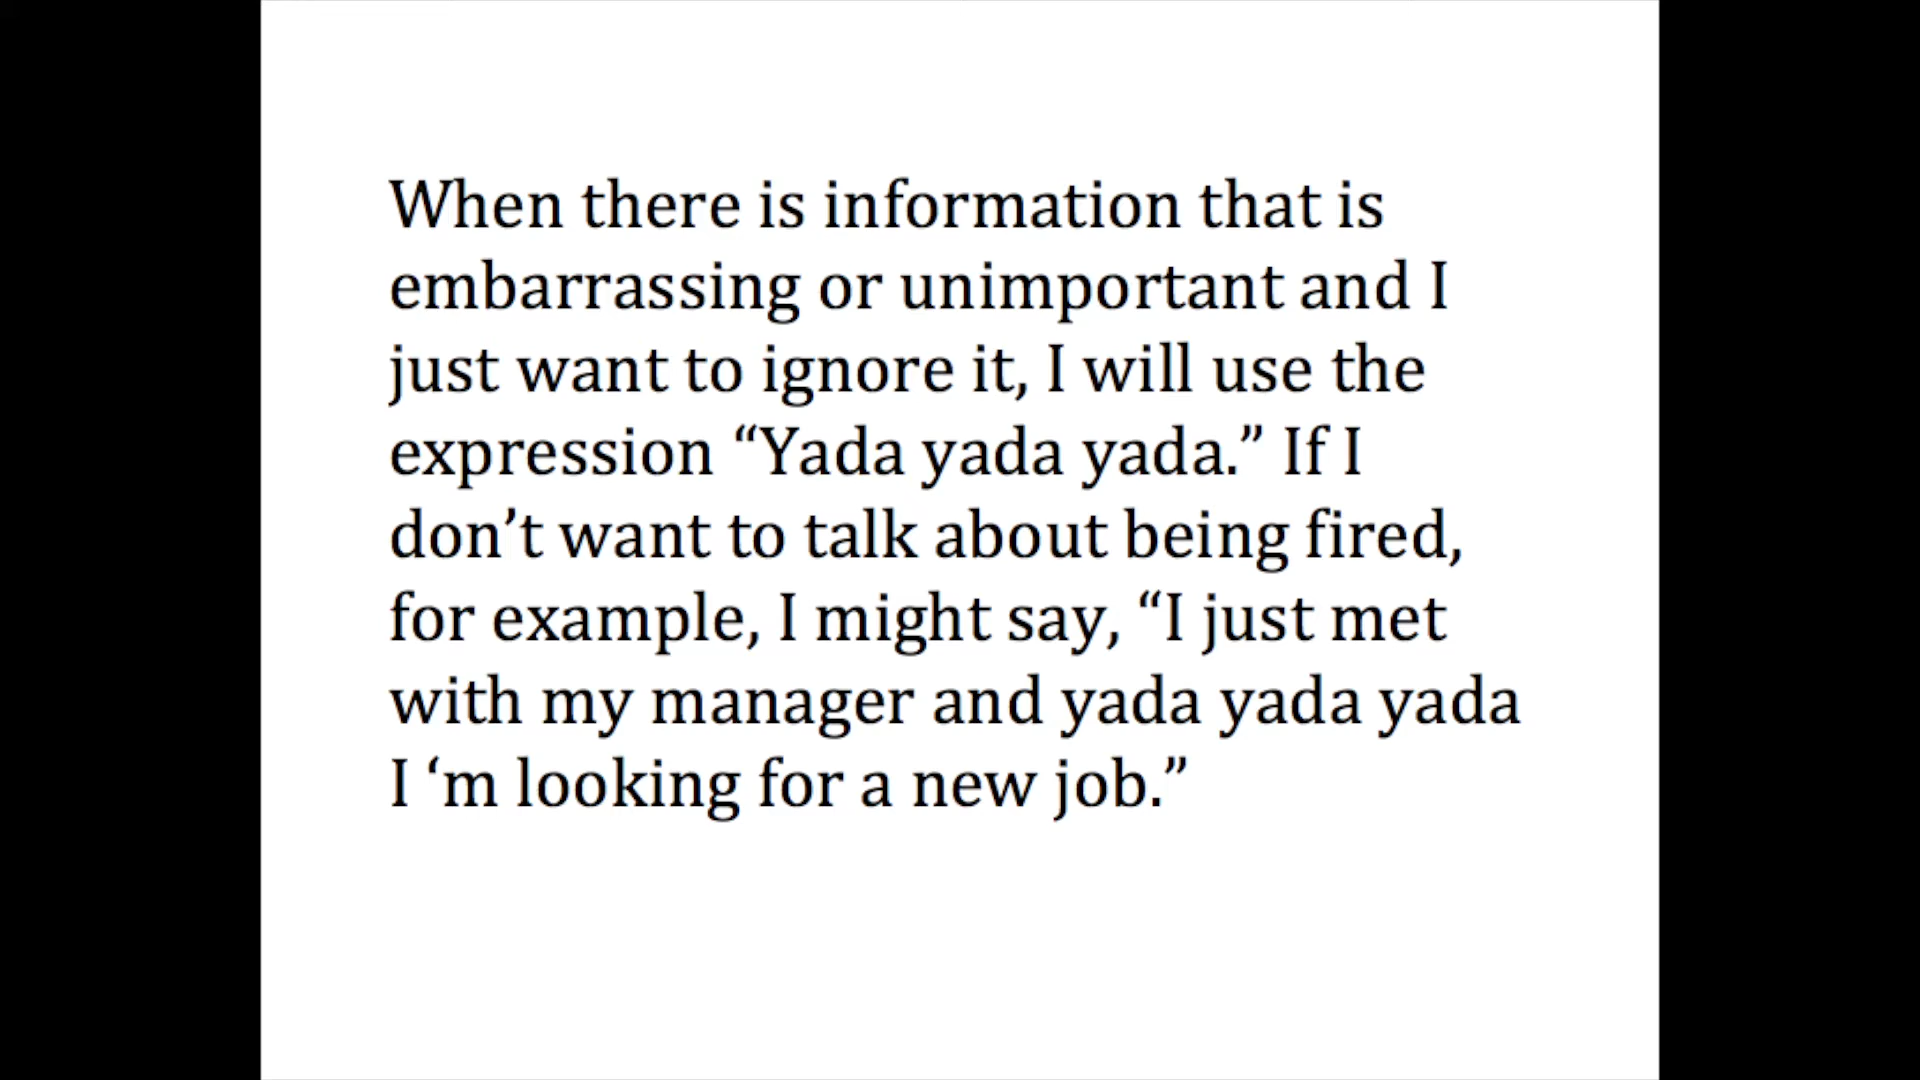 When there is information that is
embarrassing or unimportant and I
just want to ignore it, I will use the
expression “Yada yada yada.” If I
don’t want to talk about being fired,
for example, I might say, “I just met
with my manager and yada yada yada
I ‘m looking for a new job.”